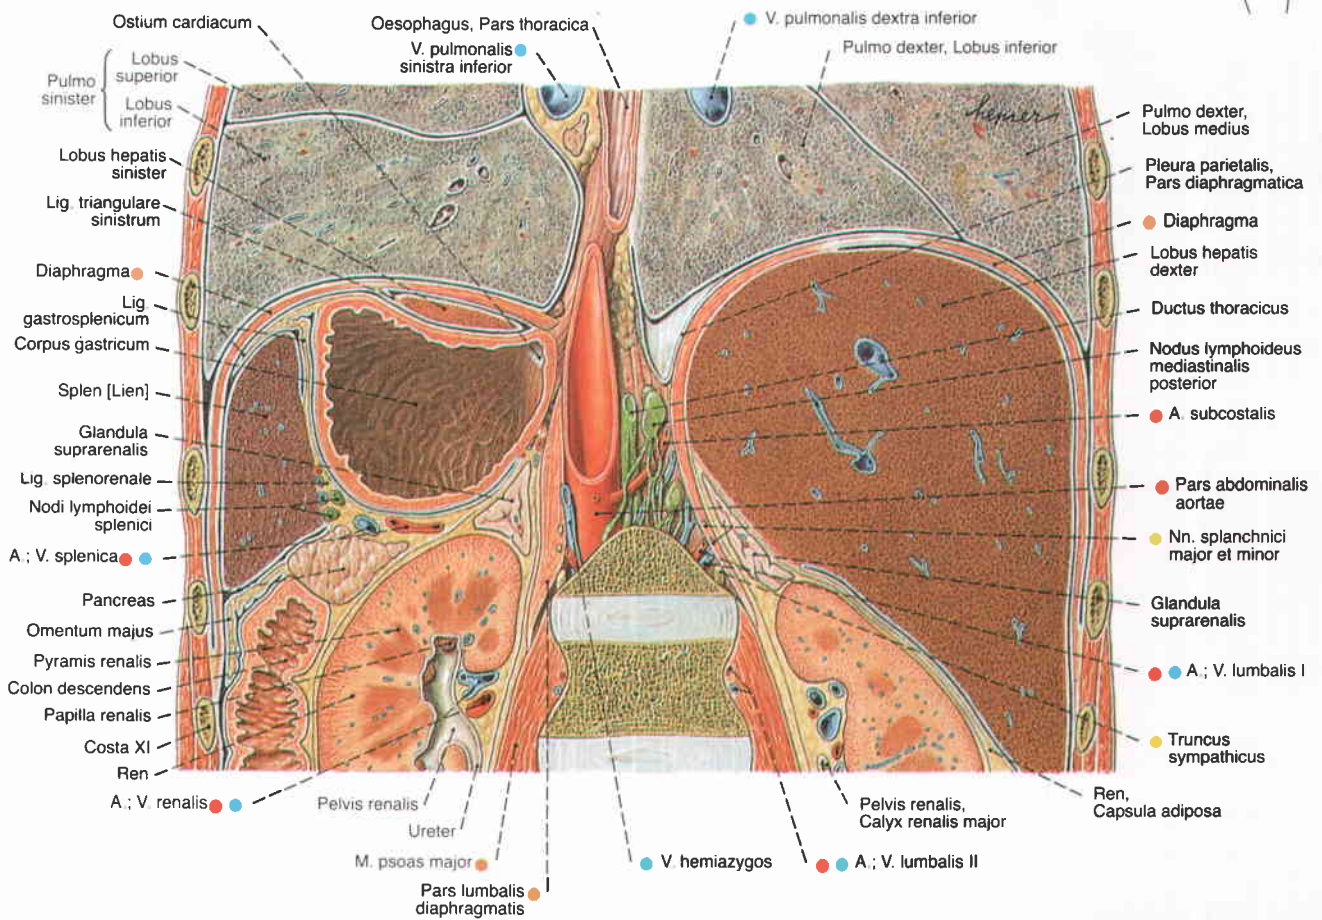 Ostium cardiacum
Oesophagus, Pars thoracica
V. pulmonalis
sinistra inferior
V. pulmonalis dextra inferior
Pulmo dexter, Lobus inferior
Pulmo
sinister
Lobus
superior
Lobus
inferior
Lobus hepatis
sinister
Lig. triangulare
sinistrum
Diaphragma
Lig.
gastrosplenicum
Corpus gastricum
Splen [Lien]
Glandula
suprarenalis
Lig. splenorenale
Nodi lymphoidei
splenici
A.; V. splenica
Pancreas
Omentum majus
Pyramis renalis
Colon descendens
Papilla renalis
Costa XI
Ren
A.; V. renalis
Pelvis renalis
Ureter
M. psoas major
Pars lumbalis
diaphragmatis
Pulmo dexter,
Lobus medius
Pleura parietalis,
Pars diaphragmatica
Diaphragma
Lobus hepatis
dexter
Ductus thoracicus
Nodus lymphoideus
mediastinalis
posterior
A. subcostalis
Pars abdominalis
aortae
Nn. splanchnici
major et minor
Glandula
suprarenalis
A.; V. lumbalis I
Truncus
sympathicus
Ren,
Capsula adiposa
Pelvis renalis,
Calyx renalis major
A.; V. lumbalis II
V. hemiazygos